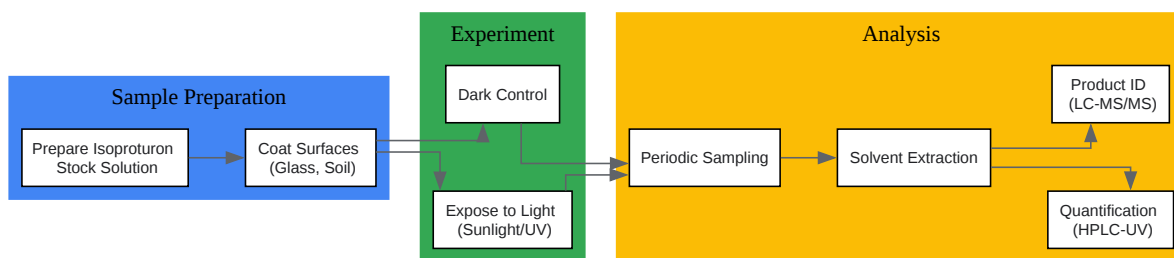 Sample Preparation
Prepare Isoproturon
Stock Solution
Coat Surfaces
(Glass, Soil)
Experiment
Dark Control
Expose to Light
(Sunlight/UV)
Analysis
Periodic Sampling
Solvent Extraction
Product ID
(LC-MS/MS)
Quantification
(HPLC-UV)